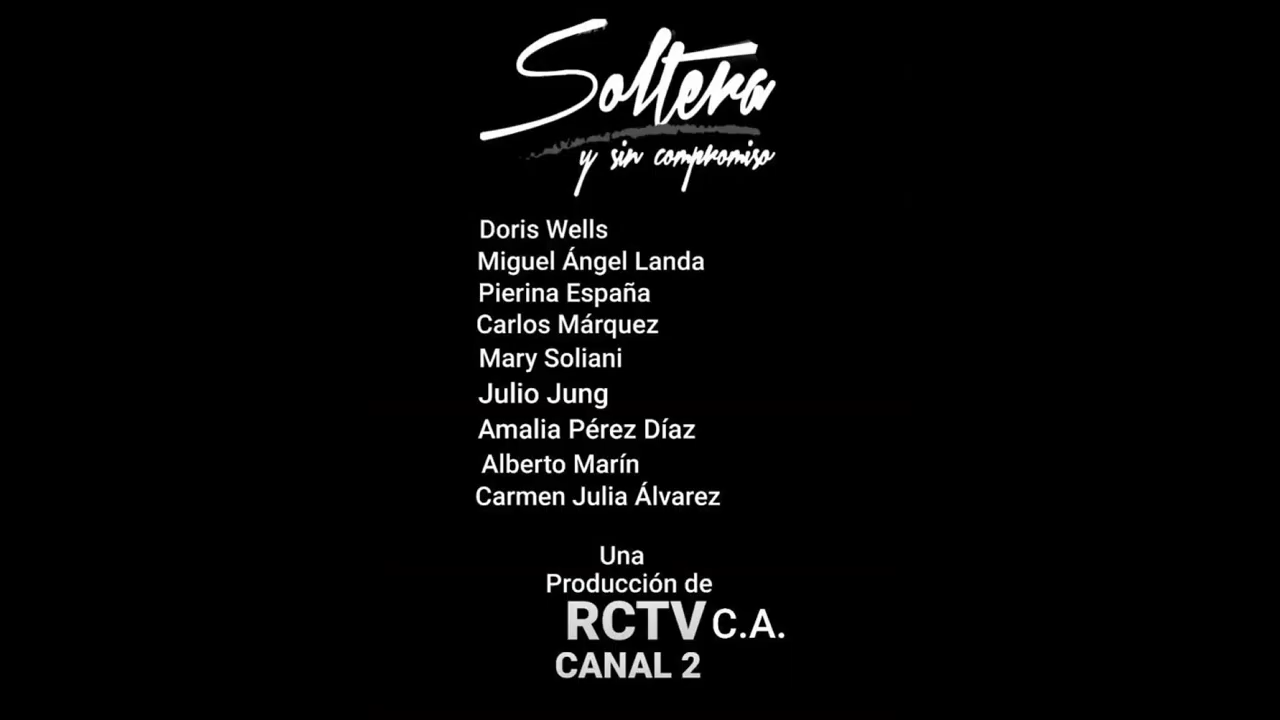 Soltera
y sin compromiso
Doris Wells
Miguel Ángel Landa
Pierina España
Carlos Márquez
Mary Soliani
Julio Jung
Amalia Pérez Díaz
Alberto Marín
Carmen Julia Álvarez
Una
Producción de
RCTV C.A.
CANAL 2